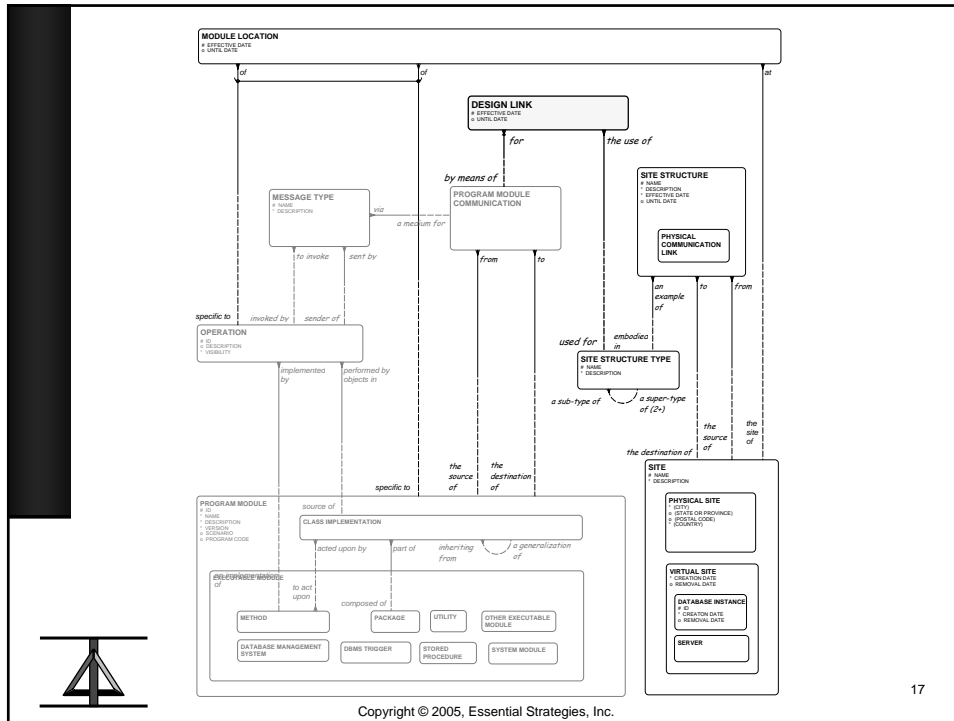 MODULE LOCATION
# EFFECTIVE DATE
o UNTIL DATE
of
of
at
DESIGN LINK
# EFFECTIVE DATE
o UNTIL DATE
for
the use of
by means of
MESSAGE TYPE
# NAME
* DESCRIPTION
via
a medium for
PROGRAM MODULE
COMMUNICATION
SITE STRUCTURE
# NAME
* DESCRIPTION
* EFFECTIVE DATE
o UNTIL DATE
PHYSICAL
COMMUNICATION
LINK
to invoke
sent by
from
to
an
example
of
to
from
specific to
invoked by
sender of
OPERATION
# ID
o DESCRIPTION
* VISIBILITY
used for
embodied
in
SITE STRUCTURE TYPE
# NAME
* DESCRIPTION
implemented
by
performed by
objects in
a sub-type of
a super-type
of (2+)
the
source
of
the
site
of
the destination of
the
source
of
the
destination
of
specific to
SITE
# NAME
* DESCRIPTION
PROGRAM MODULE
# ID
* NAME
* DESCRIPTION
* VERSION
o SCENARIO
o PROGRAM CODE
source of
CLASS IMPLEMENTATION
PHYSICAL SITE
* (CITY)
o (STATE OR PROVINCE)
o (POSTAL CODE)
* (COUNTRY)
acted upon by
part of
inheriting
from
a generalization
of
an implementation
of
EXECUTABLE MODULE
to act
upon
composed of
VIRTUAL SITE
* CREATION DATE
o REMOVAL DATE
DATABASE INSTANCE
# ID
* CREATON DATE
o REMOVAL DATE
SERVER
METHOD
PACKAGE
UTILITY
OTHER EXECUTABLE
MODULE
DATABASE MANAGEMENT
SYSTEM
DBMS TRIGGER
STORED
PROCEDURE
SYSTEM MODULE
17
Copyright © 2005, Essential Strategies, Inc.